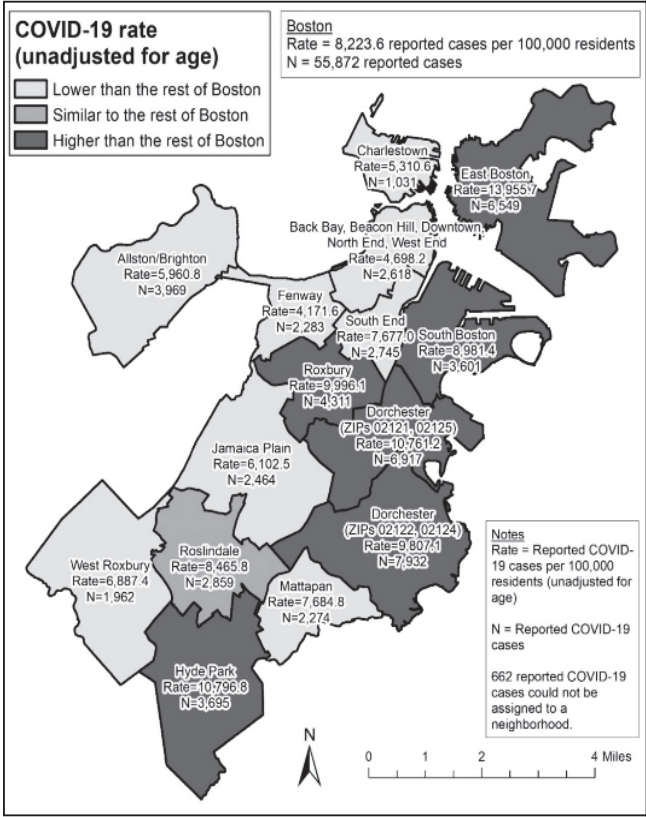 COVID-19 rate
(unadjusted for age)
Lower than the rest of Boston
Similar to the rest of Boston
Higher than the rest of Boston
Boston
Rate = 8,223.6 reported cases per 100,000 residents
N = 55,872 reported cases
Charlestown
Rate=5,310.6
N=1,031
East Boston
Rate=13,955.7
N=6,549
Back Bay, Beacon Hill, Downtown,
North End, West End
Rate=4,698.2
N=2,618
Allston/Brighton
Rate=5,960.8
N=3,969
Fenway
Rate=4,171.6
N=2,283
South End
Rate=7,677.0
N=2,745
South Boston
Rate=8,981.4
N=3,601
Roxbury
Rate=9,996.1
N=4,311
Dorchester
(ZIPs 02121, 02125)
Rate=10,761.2
N=6,917
Jamaica Plain
Rate=6,102.5
N=2,464
Dorchester
(ZIPs 02122, 02124)
Rate=9,807.1
N=7,932
West Roxbury
Rate=6,887.4
N=1,962
Roslindale
Rate=8,465.8
N=2,859
Mattapan
Rate=7,684.8
N=2,274
Hyde Park
Rate=10,796.8
N=3,695
Notes
Rate = Reported COVID-
19 cases per 100,000
residents (unadjusted for
age)
N = Reported COVID-19
cases
662 reported COVID-19
cases could not be
assigned to a
neighborhood.
N
0 1 2 4 Miles